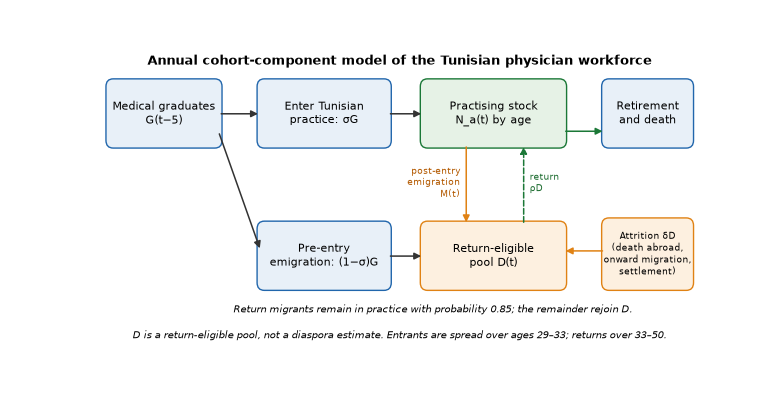 Annual cohort-component model of the Tunisian physician workforce
Medical graduates
G(t−5)
Enter Tunisian
practice: σG
Practising stock
N_a(t) by age
Retirement
and death
post-entry
emigration
M(t)
return
ρD
Pre-entry
emigration: (1−σ)G
Return-eligible
pool D(t)
Attrition δD
(death abroad,
onward migration,
settlement)
Return migrants remain in practice with probability 0.85; the remainder rejoin D.
D is a return-eligible pool, not a diaspora estimate. Entrants are spread over ages 29–33; returns over 33–50.